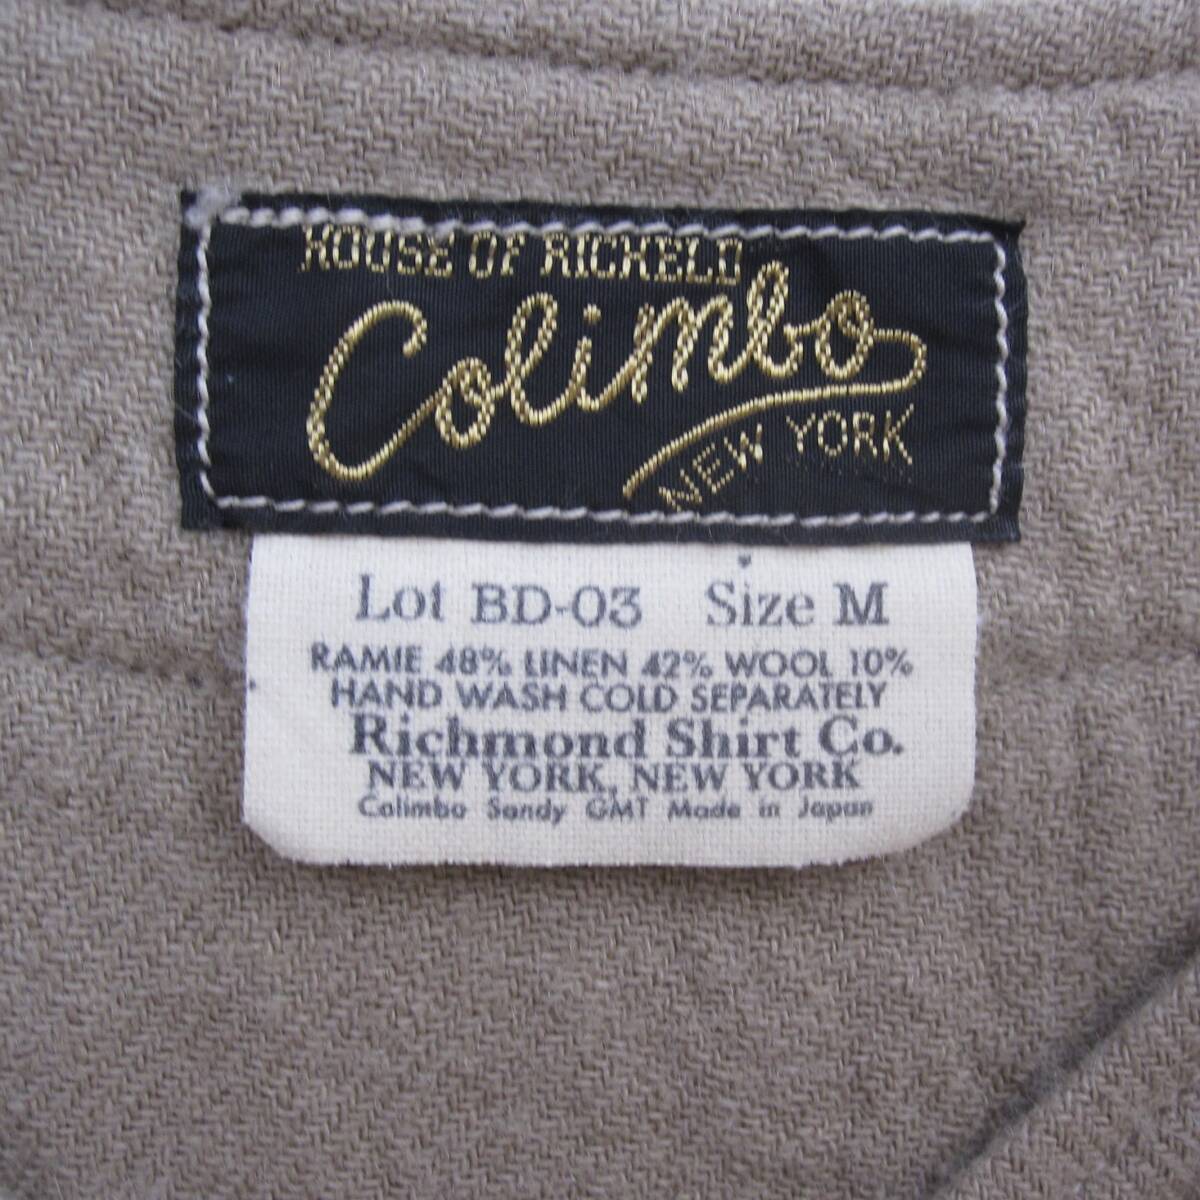 HOUSE OF RICHELD
Colimbo
NEW YORK
Lot BD-03 Size M
RAMIE 48% LINEN 42% WOOL 10%
HAND WASH COLD SEPARATELY
Richmond Shirt Co.
NEW YORK, NEW YORK
Colimbo Sandy GMT Made in Japan